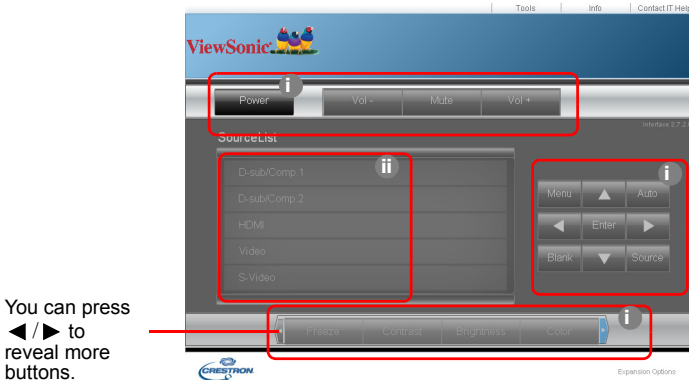 Tools Info Contact IT Help
ViewSonic
i
Power Vol - Mute Vol +
Interface 2.7.2
SourceList
ii
i
D-sub/Comp.1
D-sub/Comp.2
HDMI
Video
S-Video
Menu Auto
Enter
Blank Source
You can press
◀/▶ to
reveal more
buttons.
i
Freeze Contrast Brightness Color
CRESTRON
Expansion Options